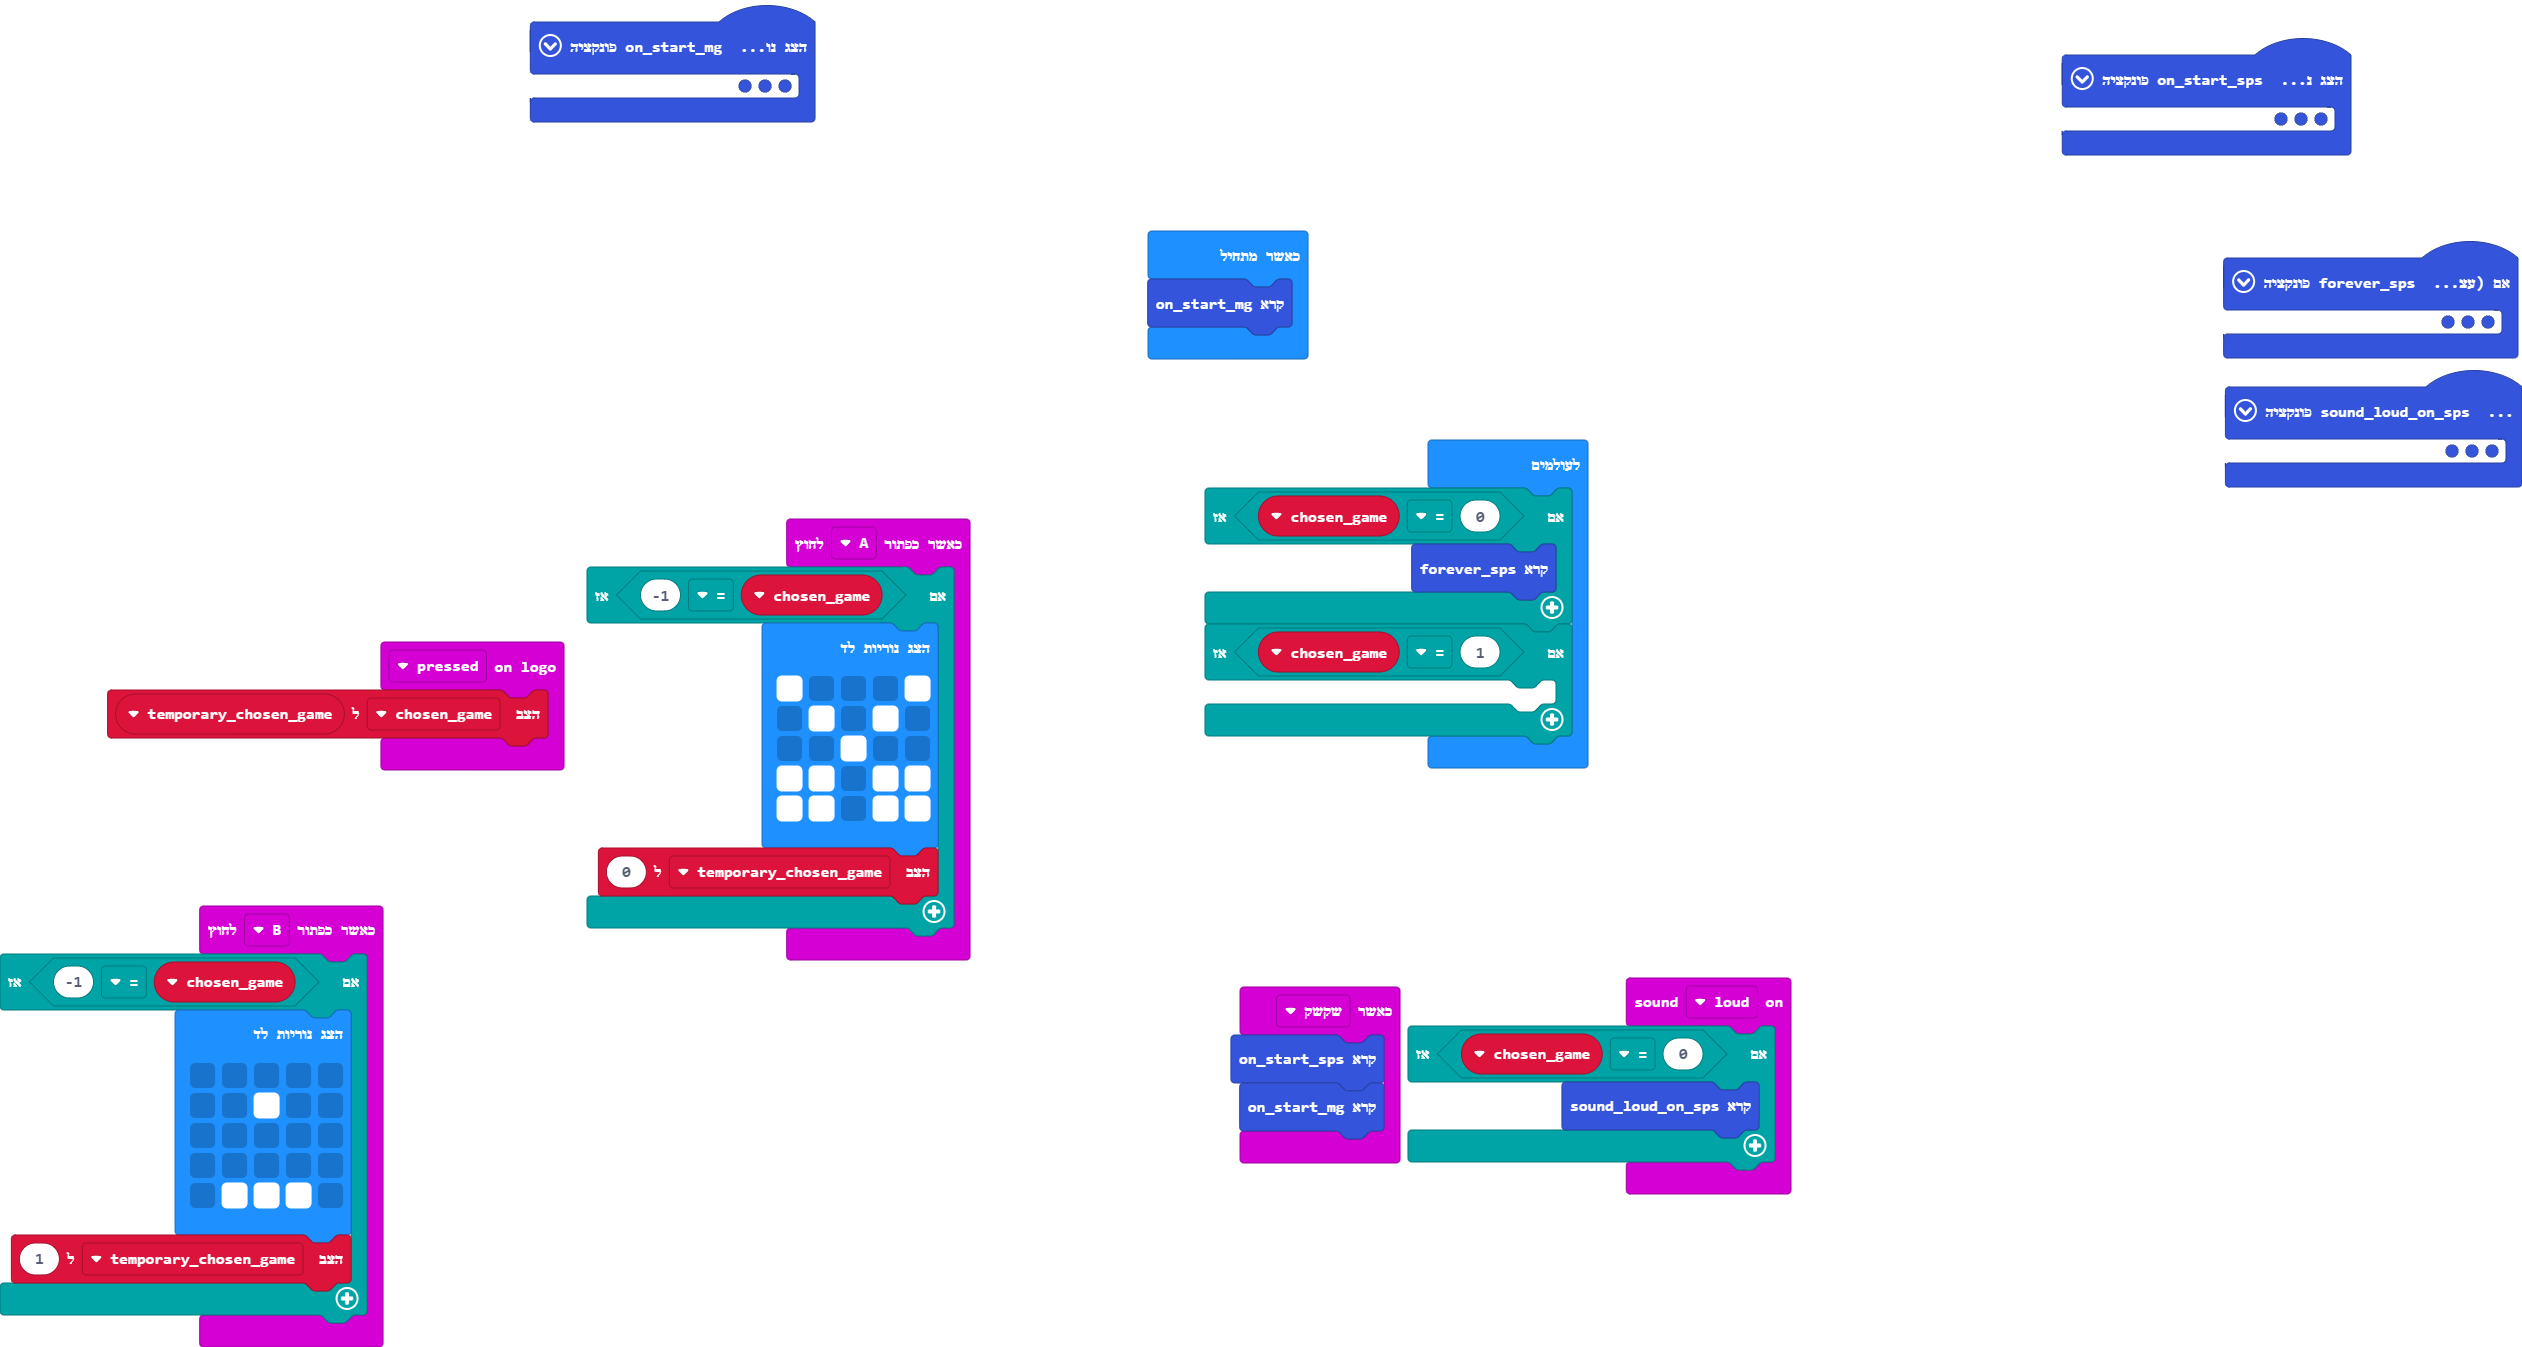 פונקציה on_start_mg הצג נו...
פונקציה on_start_sps הצג נ...
כאשר מתחיל
קרא on_start_mg
פונקציה forever_sps אם (עצ...
פונקציה sound_loud_on_sps ...
לעולמים
אם 0 = chosen_game אז
קרא forever_sps
אם 1 = chosen_game אז
כאשר כפתור A לחוץ
אם chosen_game = -1 אז
הצג נוריות לד
הצב temporary_chosen_game ל 0
on logo pressed
הצב chosen_game ל temporary_chosen_game
כאשר כפתור B לחוץ
אם chosen_game = -1 אז
הצג נוריות לד
הצב temporary_chosen_game ל 1
כאשר שקשק
קרא on_start_sps
קרא on_start_mg
on loud sound
אם 0 = chosen_game אז
קרא sound_loud_on_sps